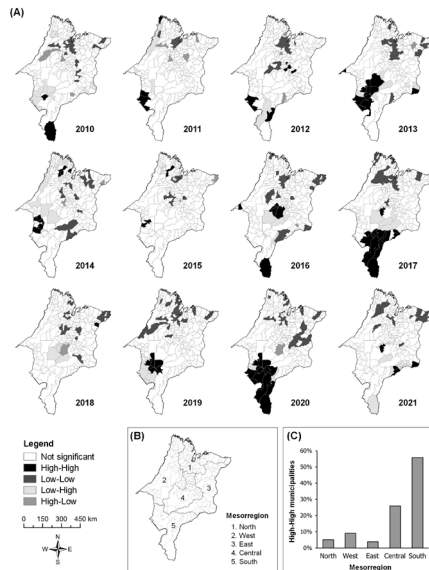 (A)
2010
2011
2012
2013
2014
2015
2016
2017
2018
2019
2020
2021
Legend
Not significant
High-High
Low-Low
Low-High
High-Low
0 150 300 450 km
N
W E
S
(B)
1
2
3
4
5
Mesorregion
1. North
2. West
3. East
4. Central
5. South
(C)
High-High municipalities
60%
50%
40%
30%
20%
10%
0%
North West East Central South
Mesorregion